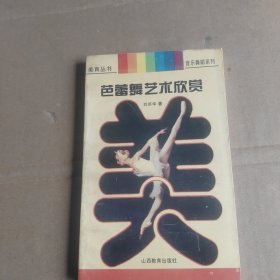 美育丛书
音乐舞蹈系列
芭蕾舞艺术欣赏
著
美
山西教育出版社